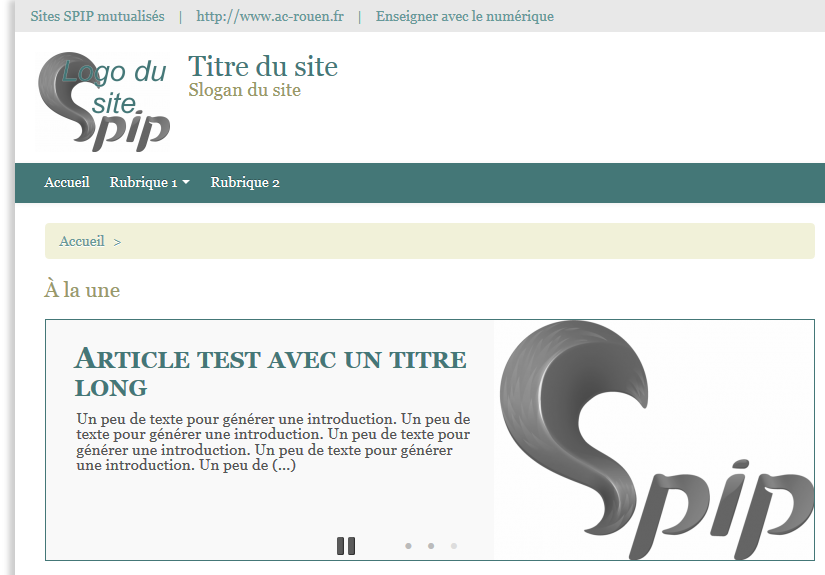 Sites SPIP mutualisés | http://www.ac-rouen.fr | Enseigner avec le numérique
Logo du
site
Spip
Titre du site
Slogan du site
Accueil Rubrique 1 Rubrique 2
Accueil >
À la une
ARTICLE TEST AVEC UN TITRE
LONG
Un peu de texte pour générer une introduction. Un peu de
texte pour générer une introduction. Un peu de texte pour
générer une introduction. Un peu de texte pour générer
une introduction. Un peu de (...)
Spip